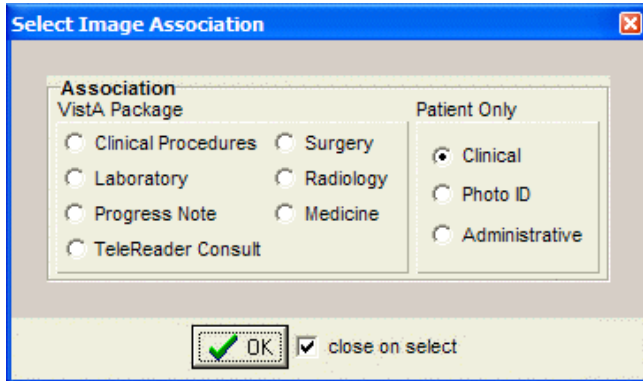 Select Image Association
Association
VistA Package
Patient Only
Clinical Procedures
Surgery
Laboratory
Radiology
Progress Note
Medicine
TeleReader Consult
Clinical
Photo ID
Administrative
OK
close on select